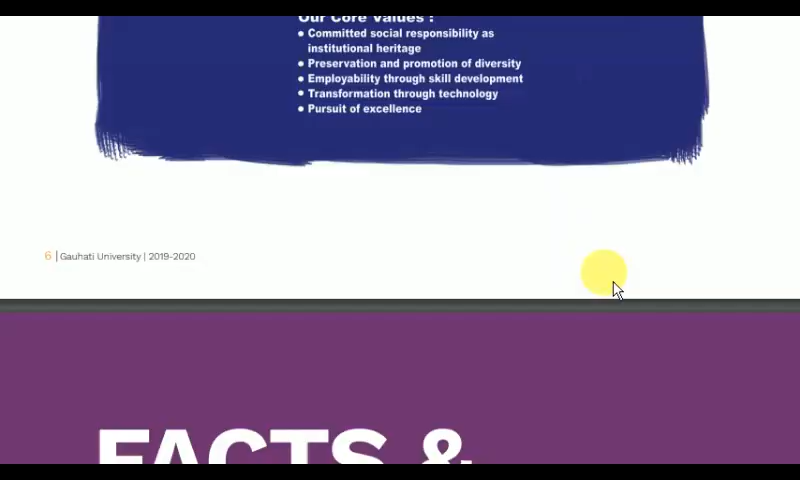 Our Core Values :
• Committed social responsibility as
institutional heritage
• Preservation and promotion of diversity
• Employability through skill development
• Transformation through technology
• Pursuit of excellence
6 | Gauhati University | 2019-2020
FACTS &